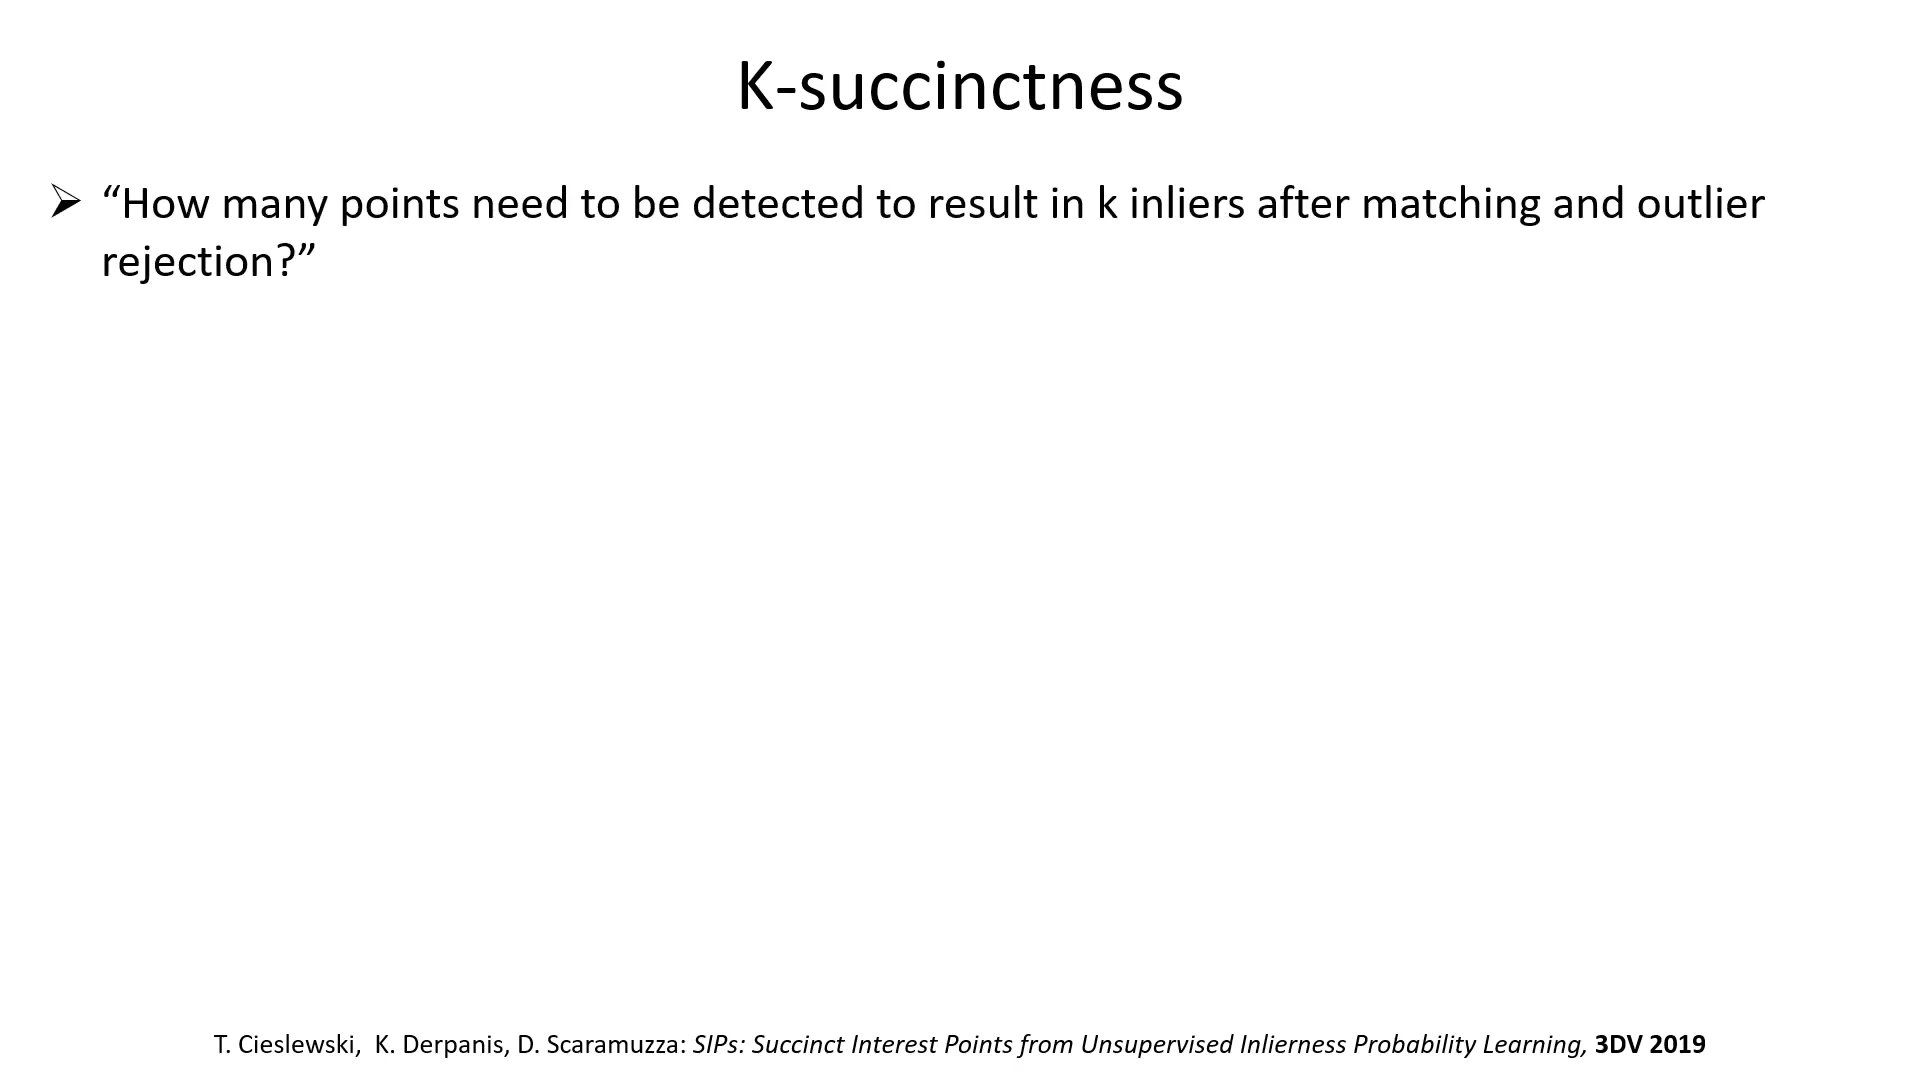 K-succinctness
➢ “How many points need to be detected to result in k inliers after matching and outlier
rejection?”
T. Cieslewski,  K. Derpanis, D. Scaramuzza: SIPs: Succinct Interest Points from Unsupervised Inlierness Probability Learning, 3DV 2019